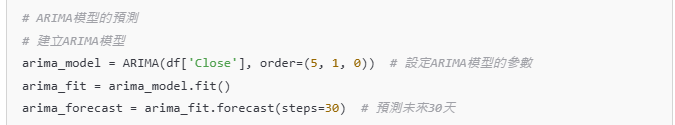 # ARIMA模型的預測
# 建立ARIMA模型
arima_model = ARIMA(df['Close'], order=(5, 1, 0))  # 設定ARIMA模型的參數
arima_fit = arima_model.fit()
arima_forecast = arima_fit.forecast(steps=30)  # 預測未來30天